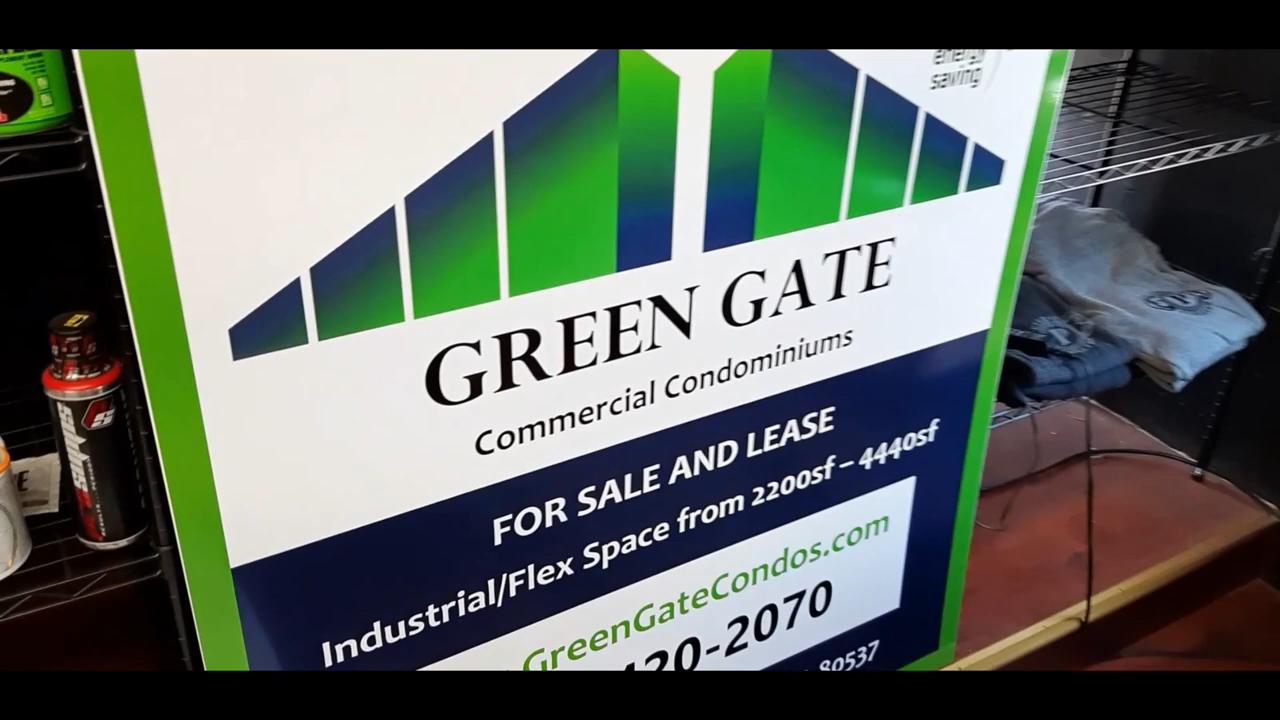 energy
saving
GREEN GATE
Commercial Condominiums
FOR SALE AND LEASE
Industrial/Flex Space from 2200sf – 4440sf
GreenGateCondos.com
420-2070
80537